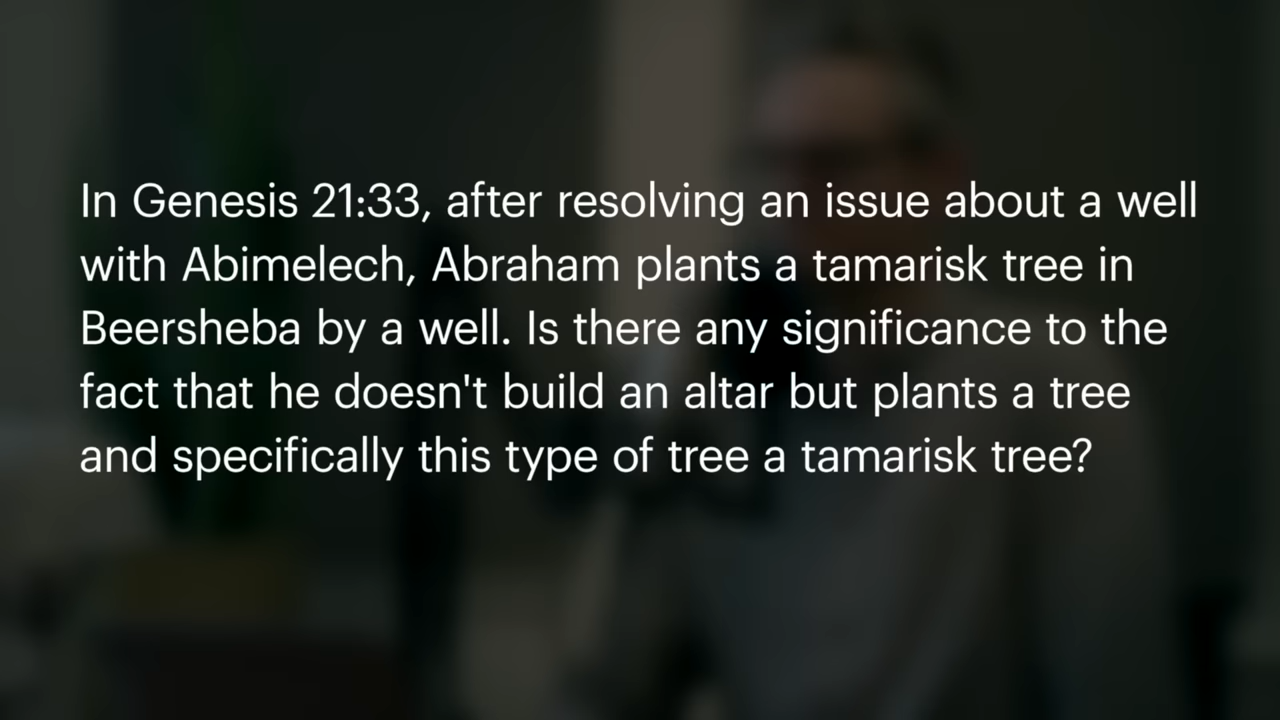 In Genesis 21:33, after resolving an issue about a well
with Abimelech, Abraham plants a tamarisk tree in
Beersheba by a well. Is there any significance to the
fact that he doesn't build an altar but plants a tree
and specifically this type of tree a tamarisk tree?